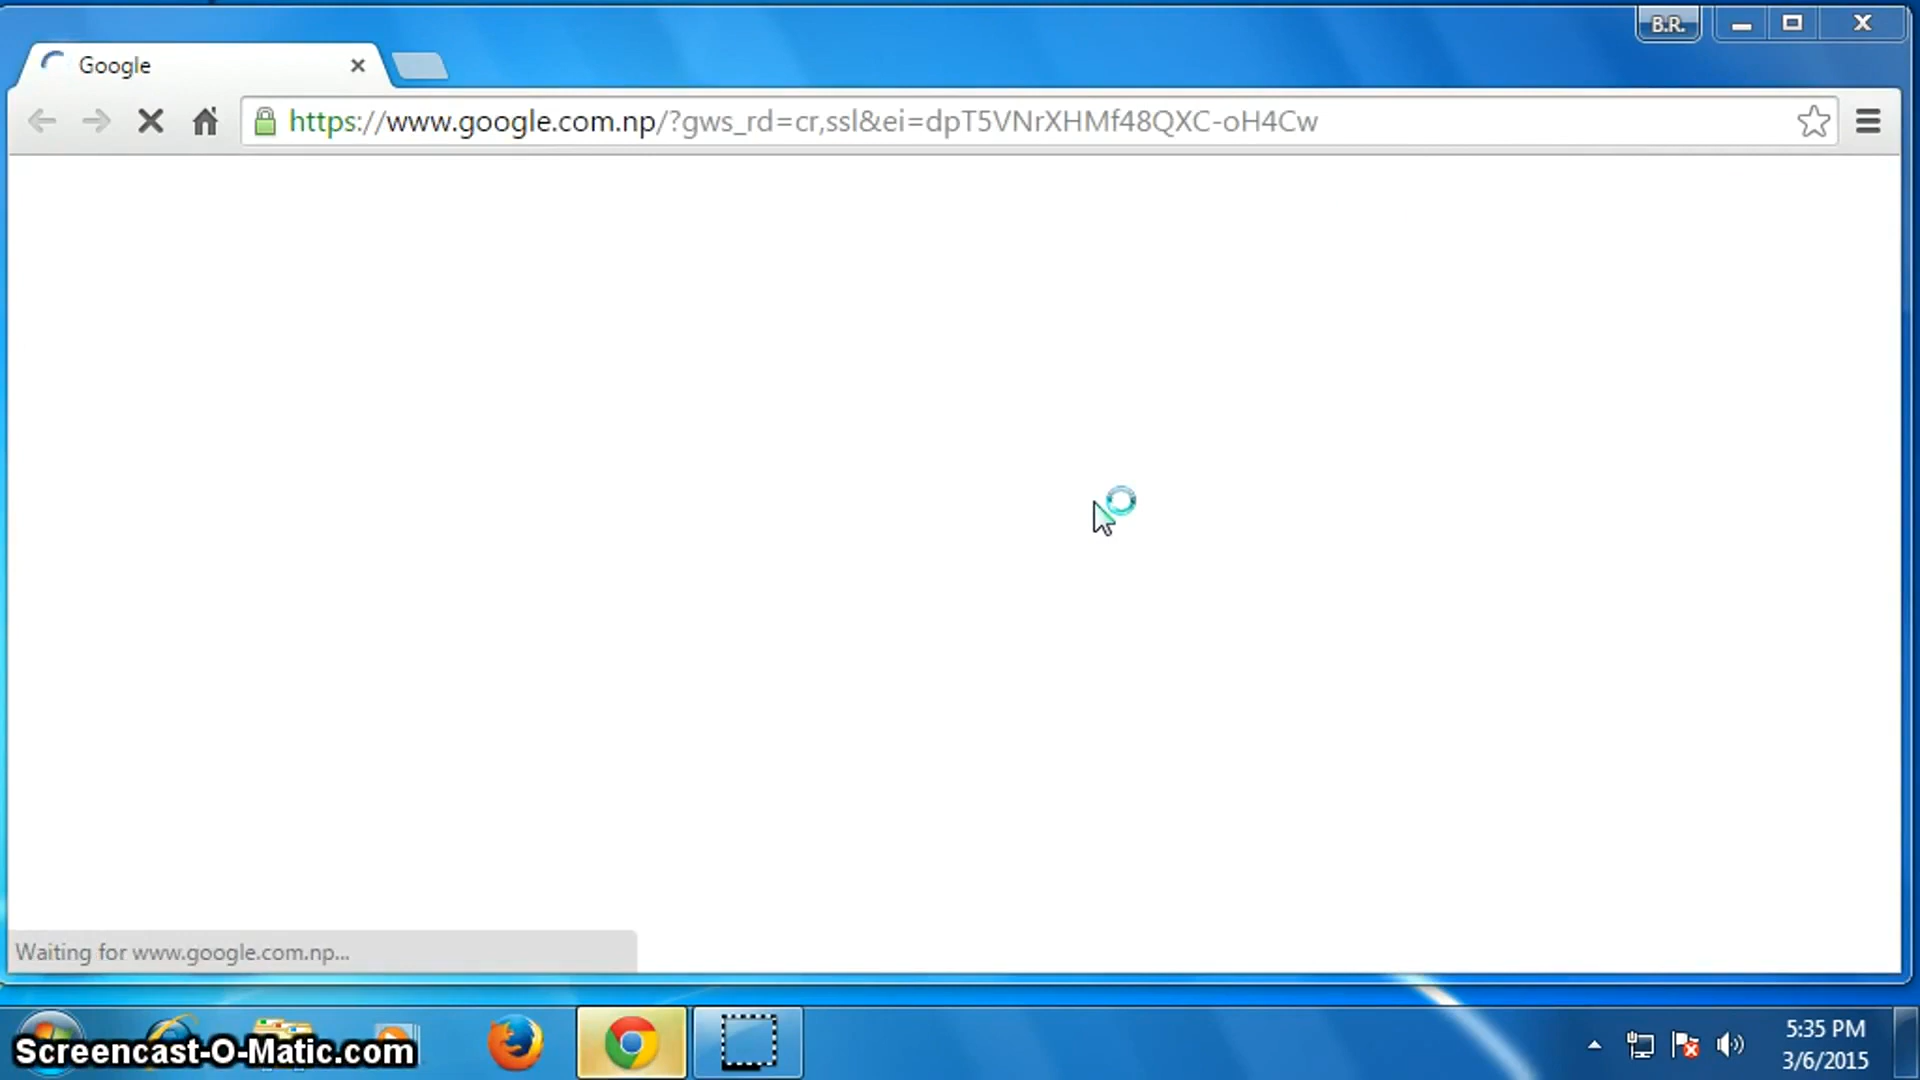 B.R.
Google
https://www.google.com.np/?gws_rd=cr,ssl&ei=dpT5VNrXHMf48QXC-oH4Cw
Waiting for www.google.com.np...
Screencast-O-Matic.com
5:35 PM
3/6/2015